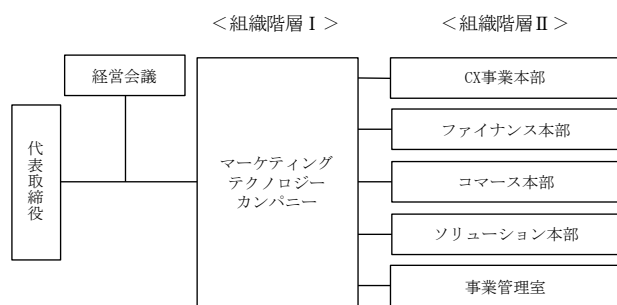 <組織階層Ⅰ>
<組織階層Ⅱ>
経営会議
代表取締役
マーケティング
テクノロジー
カンパニー
CX事業本部
ファイナンス本部
コマース本部
ソリューション本部
事業管理室